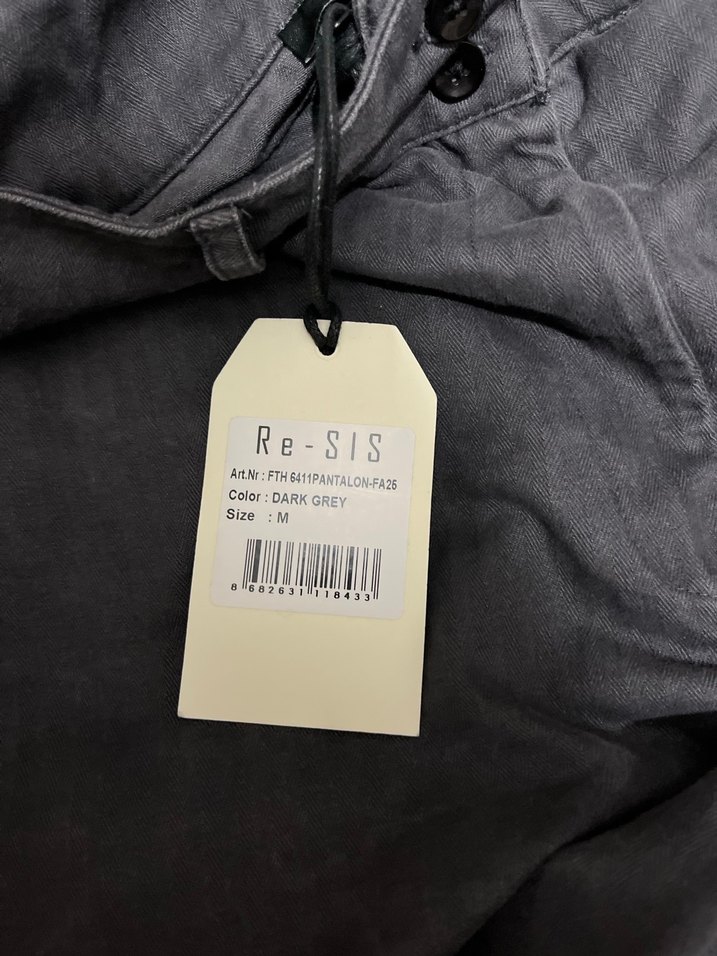 Re-SIS
Art.Nr : FTH 6411PANTALON-FA25
Color : DARK GREY
Size : M
8 682631 118433